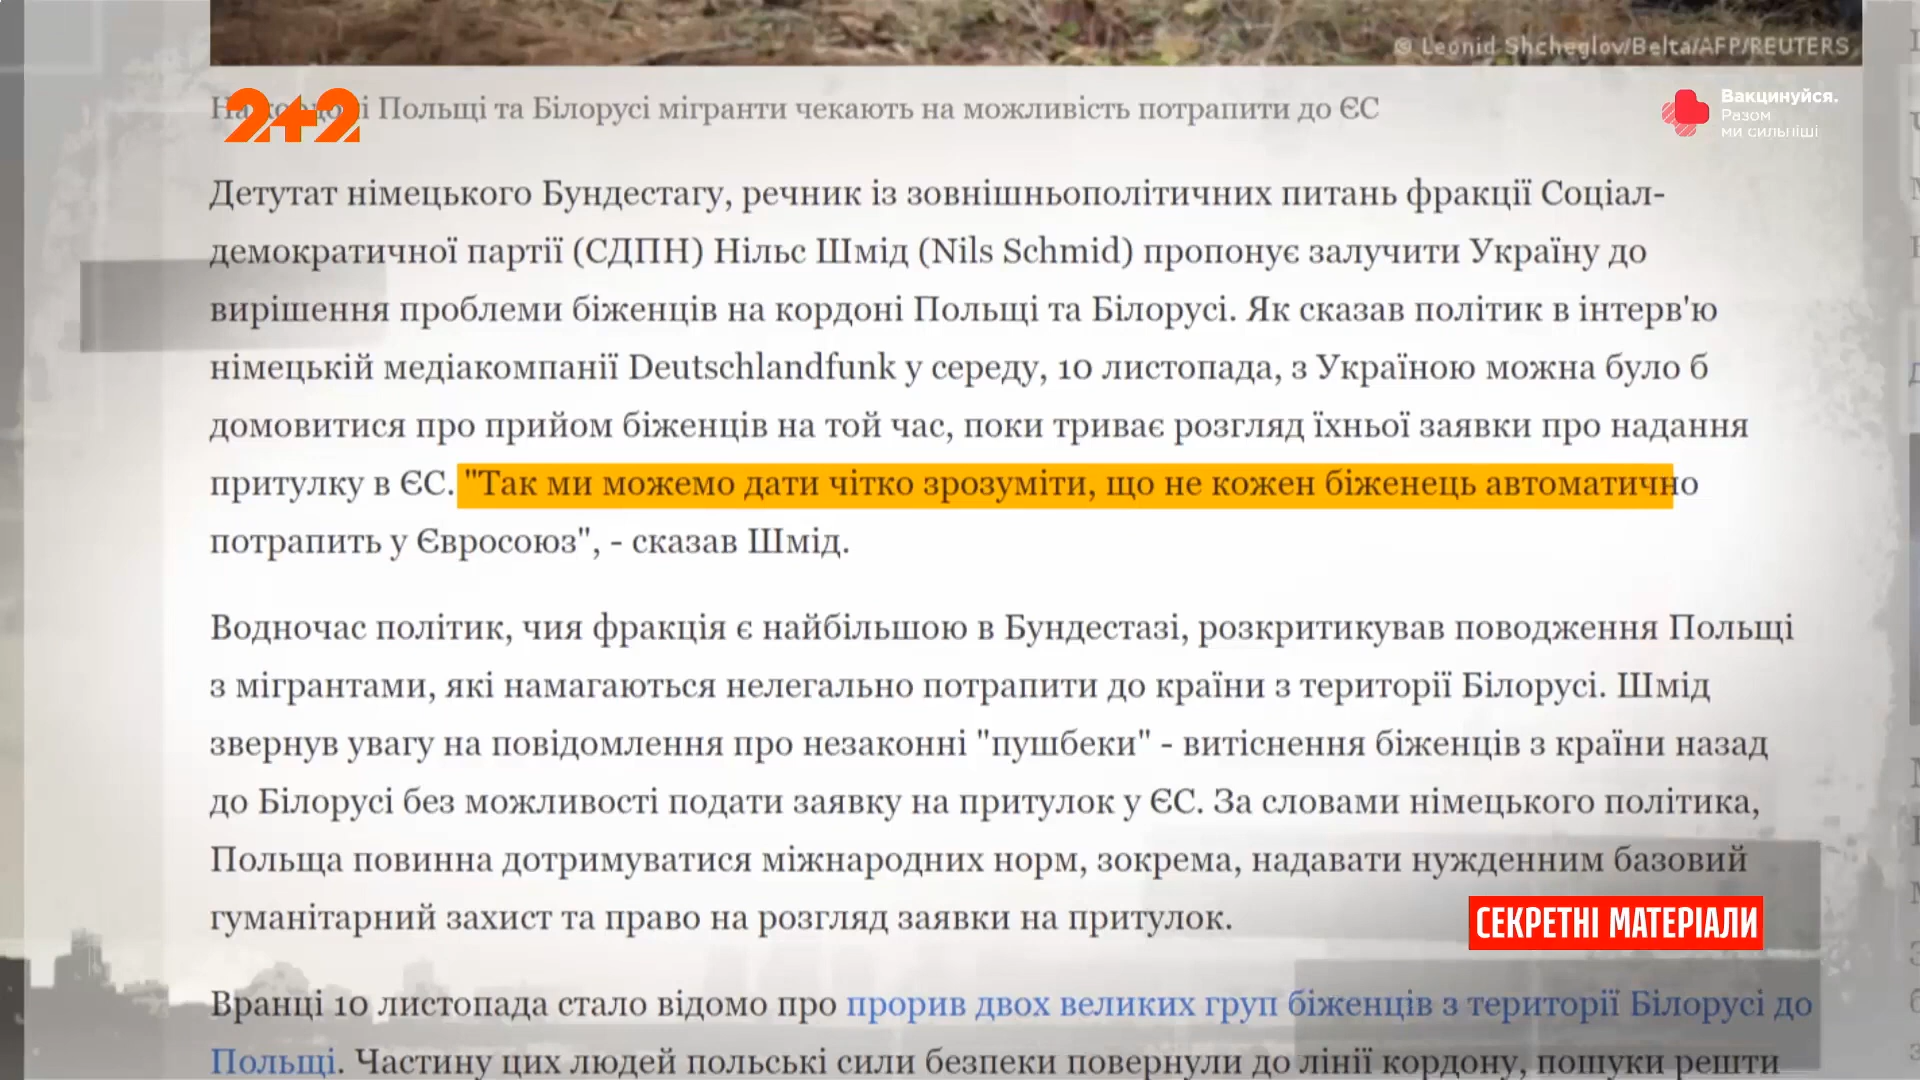 © Leonid Shcheglov/Belta/AFP/REUTERS
На кордоні Польщі та Білорусі мігранти чекають на можливість потрапити до ЄС
2+2
Вакцинуйся.
Разом
ми сильніші
Детутат німецького Бундестагу, речник із зовнішньополітичних питань фракції Соціал-
демократичної партії (СДПН) Нільс Шмід (Nils Schmid) пропонує залучити Україну до
вирішення проблеми біженців на кордоні Польщі та Білорусі. Як сказав політик в інтерв'ю
німецькій медіакомпанії Deutschlandfunk у середу, 10 листопада, з Україною можна було б
домовитися про прийом біженців на той час, поки триває розгляд їхньої заявки про надання
притулку в ЄС. "Так ми можемо дати чітко зрозуміти, що не кожен біженець автоматично
потрапить у Євросоюз", - сказав Шмід.
Водночас політик, чия фракція є найбільшою в Бундестазі, розкритикував поводження Польщі
з мігрантами, які намагаються нелегально потрапити до країни з території Білорусі. Шмід
звернув увагу на повідомлення про незаконні "пушбеки" - витіснення біженців з країни назад
до Білорусі без можливості подати заявку на притулок у ЄС. За словами німецького політика,
Польща повинна дотримуватися міжнародних норм, зокрема, надавати нужденним базовий
гуманітарний захист та право на розгляд заявки на притулок.
СЕКРЕТНІ МАТЕРІАЛИ
Вранці 10 листопада стало відомо про прорив двох великих груп біженців з території Білорусі до
Польщі. Частину цих людей польські сили безпеки повернули до лінії кордону, пошуки решти